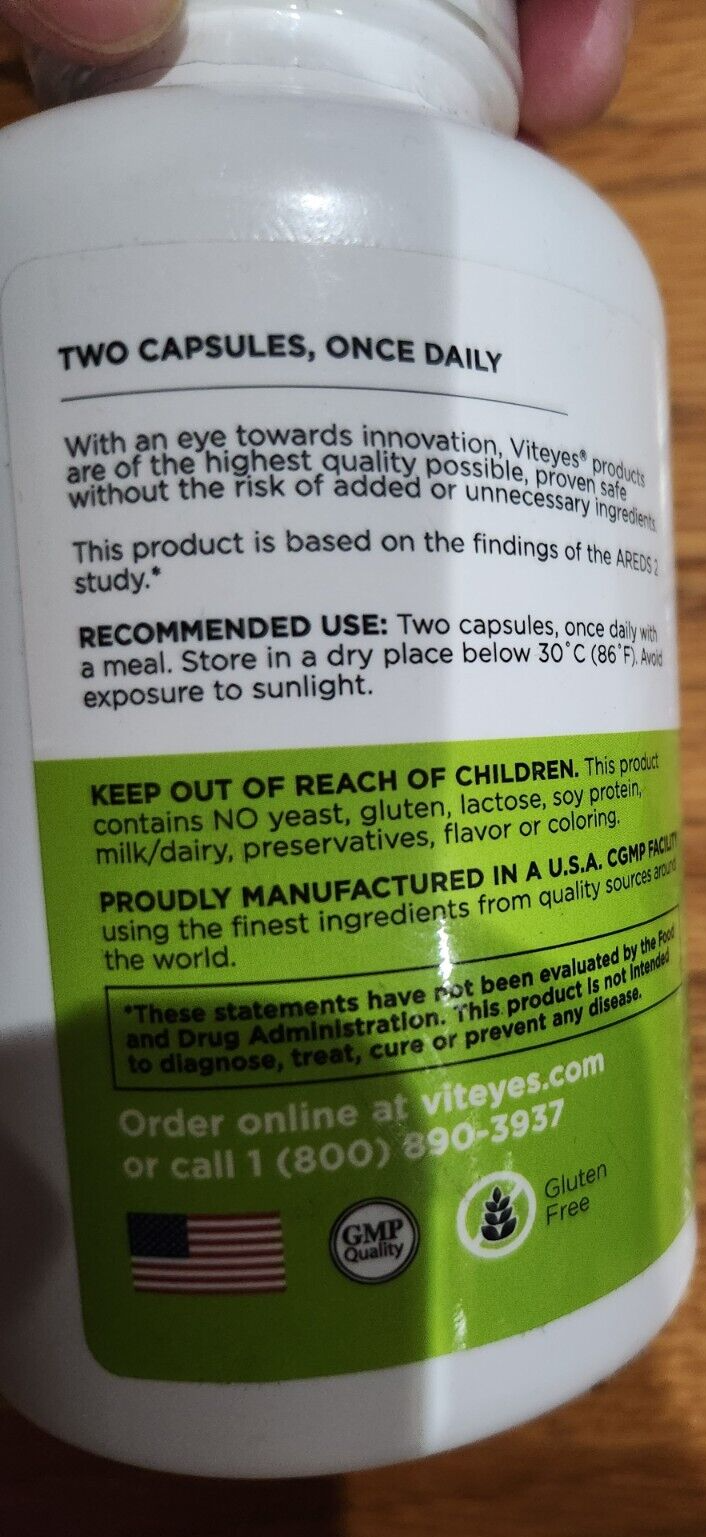 TWO CAPSULES, ONCE DAILY
With an eye towards innovation, Viteyes® products
are of the highest quality possible, proven safe
without the risk of added or unnecessary ingredients.
This product is based on the findings of the AREDS 2
study.*
RECOMMENDED USE: Two capsules, once daily with
a meal. Store in a dry place below 30°C (86°F). Avoid
exposure to sunlight.
KEEP OUT OF REACH OF CHILDREN. This product
contains NO yeast, gluten, lactose, soy protein,
milk/dairy, preservatives, flavor or coloring.
PROUDLY MANUFACTURED IN A U.S.A. CGMP FACILITY
using the finest ingredients from quality sources around
the world.
*These statements have not been evaluated by the Food
and Drug Administration. This product is not intended
to diagnose, treat, cure or prevent any disease.
Order online at viteyes.com
or call 1 (800) 890-3937
GMP
Quality
Gluten
Free